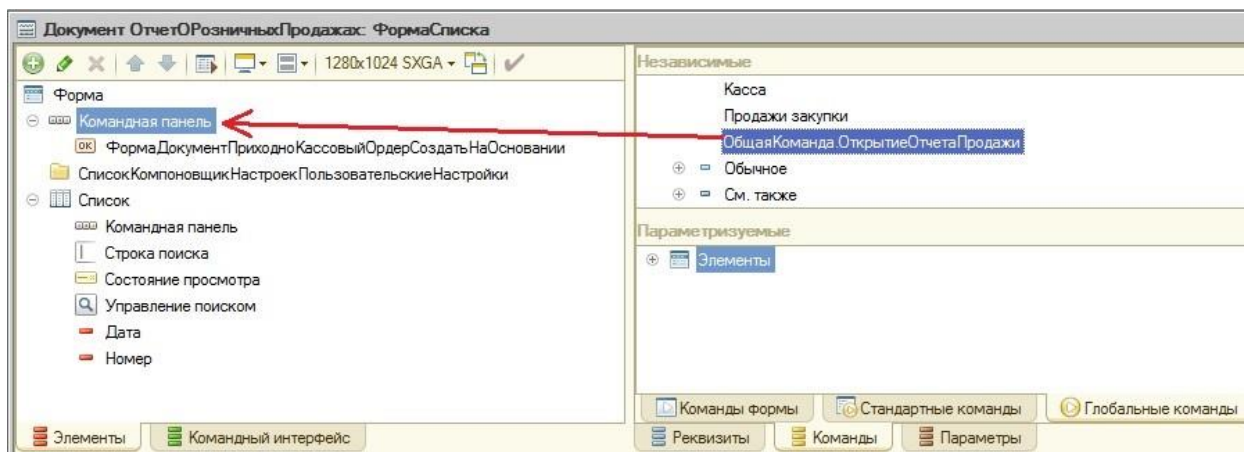 Документ ОтчетОРозничныхПродажах: ФормаСписка
1280x1024 SXGA
Форма
Командная панель
OK ФормаДокументПриходноКассовыйОрдерСоздатьНаОсновании
СписокКомпоновщикНастроекПользовательскиеНастройки
Список
Командная панель
Строка поиска
Состояние просмотра
Управление поиском
Дата
Номер
Элементы Командный интерфейс
Независимые
Касса
Продажи закупки
ОбщаяКоманда.ОткрытиеОтчетаПродажи
Обычное
См. также
Параметризуемые
Элементы
Команды формы Стандартные команды Глобальные команды
Реквизиты Команды Параметры